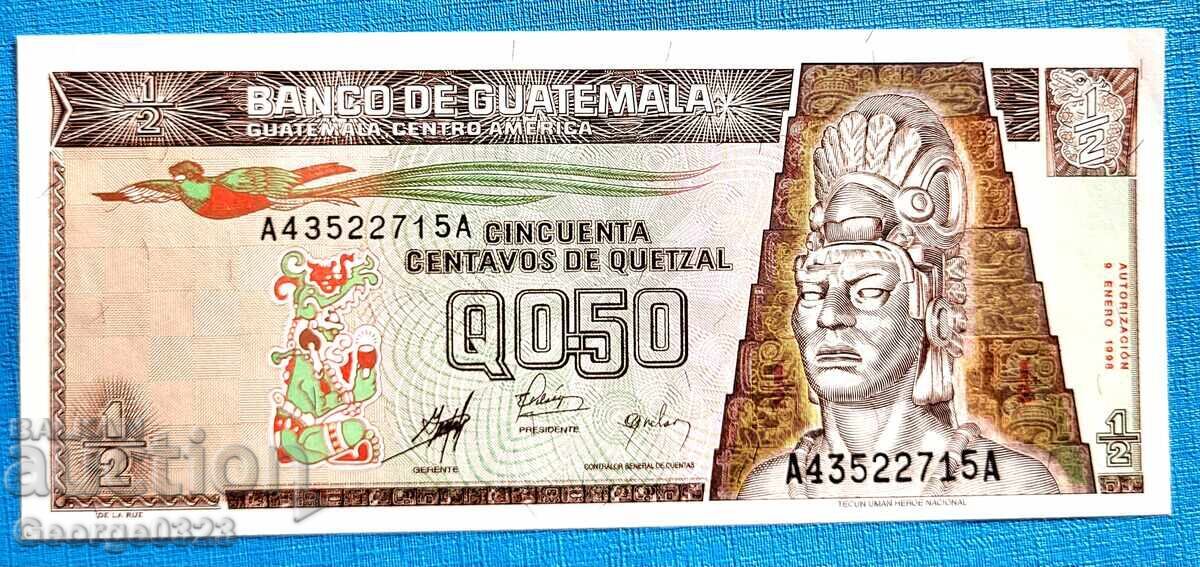 1/2
BANCO DE GUATEMALA
GUATEMALA, CENTRO AMERICA
1/2
A43522715A
CINCUENTA
CENTAVOS DE QUETZAL
Q0.50
AUTORIZACIÓN
9 ENERO 1998
GERENTE
PRESIDENTE
CONTRALOR GENERAL DE CUENTAS
1/2
1/2
A43522715A
DE LA RUE
TECUN UMAN HEROE NACIONAL
BALKAN
auction
George0323